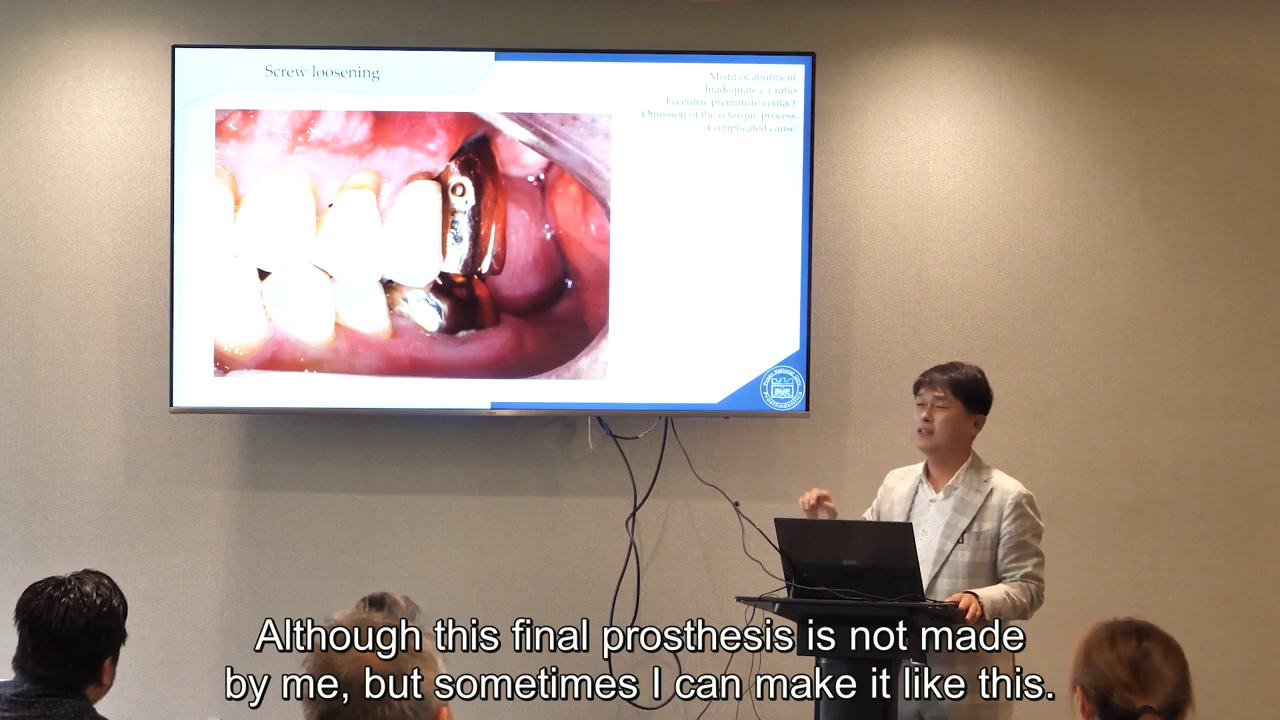 Screw loosening
Misfit of abutment
Inadequate c-r ratio
Eccentric premature contact
Omission of the retorque process
Complicated cause
Although this final prosthesis is not made
by me, but sometimes I can make it like this.